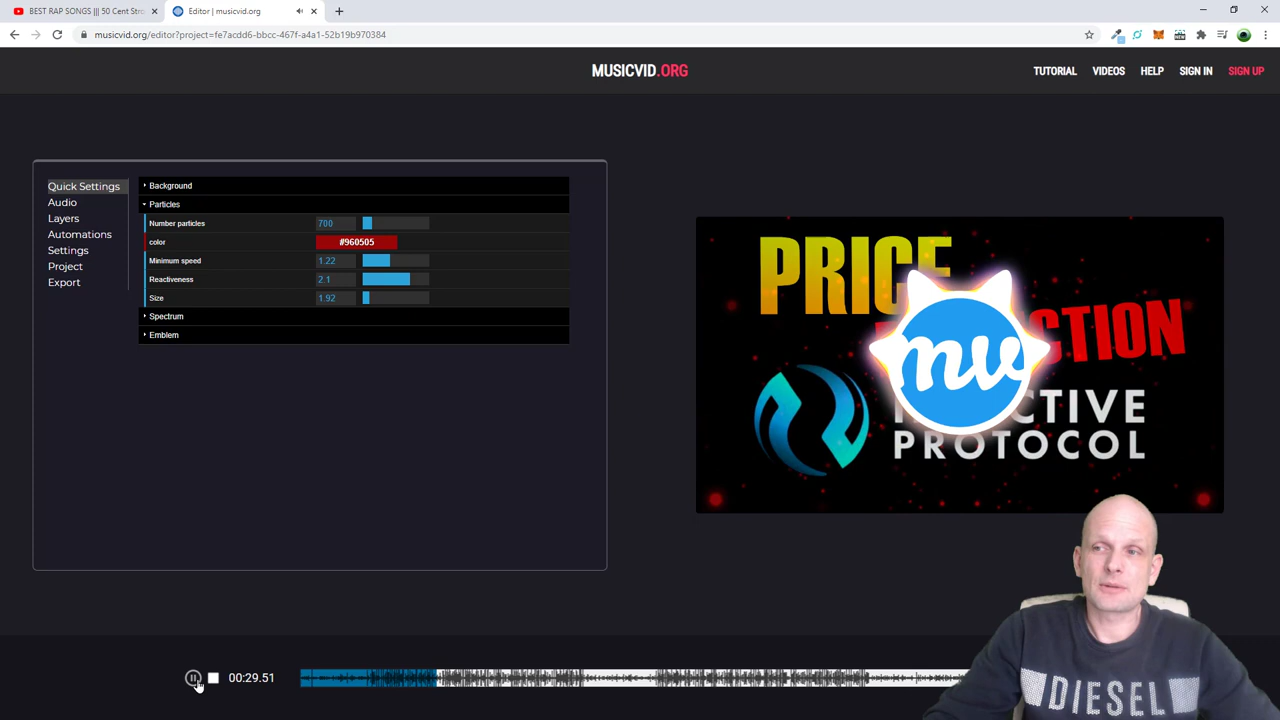 BEST RAP SONGS ||| 50 Cent Stro
Editor | musicvid.org
musicvid.org/editor?project=fe7acdd6-bbcc-467f-a4a1-52b19b970384
MUSICVID.ORG
TUTORIAL
VIDEOS
HELP
SIGN IN
SIGN UP
Quick Settings
Audio
Layers
Automations
Settings
Project
Export
Background
Particles
Number particles 700
color #960505
Minimum speed 1.22
Reactiveness 2.1
Size 1.92
Spectrum
Emblem
PRICE
CTION
mv
CTIVE
PROTOCOL
00:29.51
DIESEL